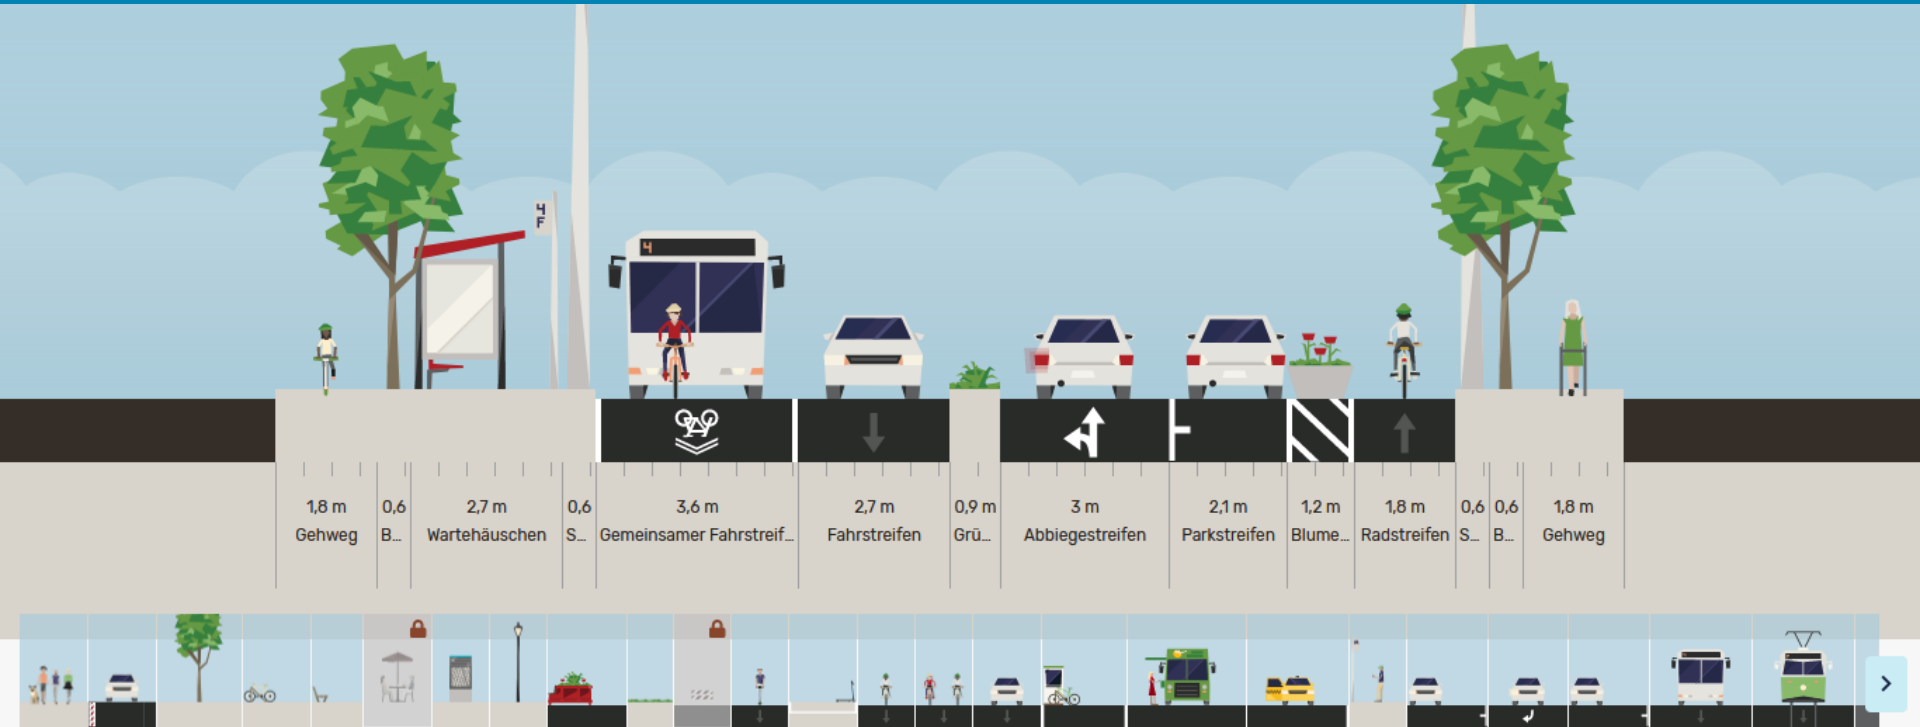 4
F
4
1,8 m
0,6
2,7 m
0,6
3,6 m
2,7 m
0,9 m
3 m
2,1 m
1,2 m
1,8 m
0,6
0,6
1,8 m
Gehweg
B...
Wartehäuschen
S...
Gemeinsamer Fahrstreif...
Fahrstreifen
Grü...
Abbiegestreifen
Parkstreifen
Blume...
Radstreifen
S...
B...
Gehweg